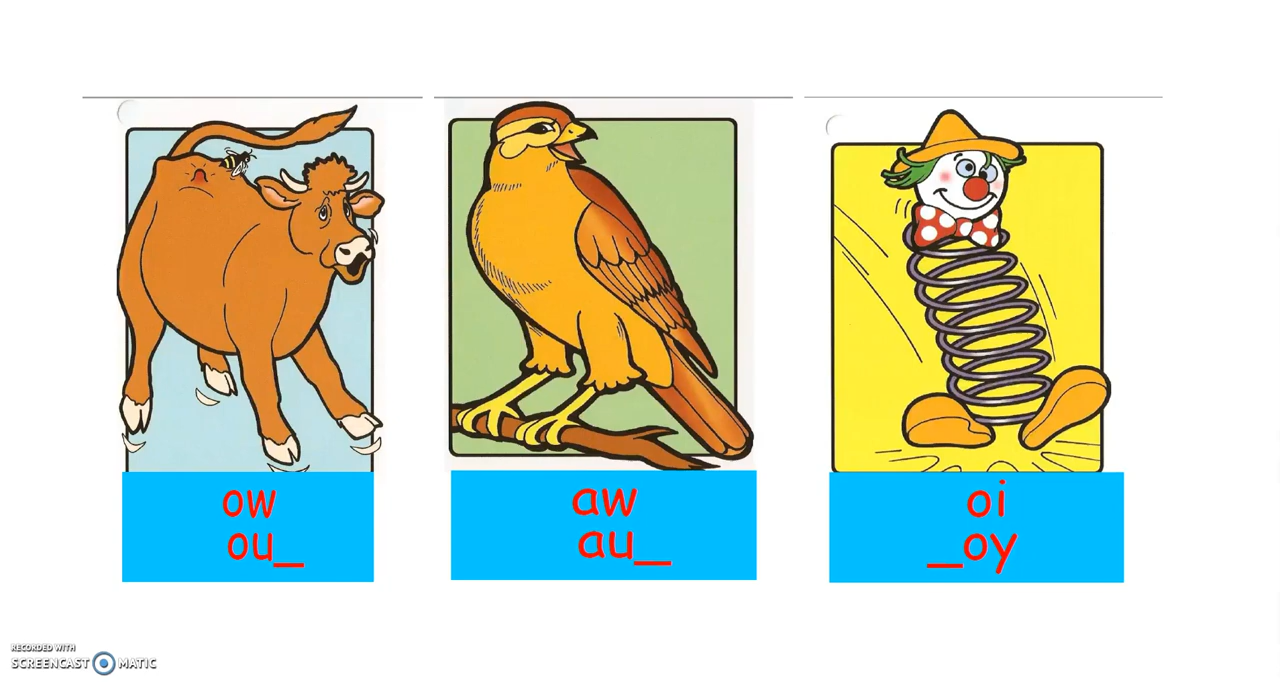 ow
ou_
aw
au_
oi
_oy
RECORDED WITH
SCREENCAST MATIC